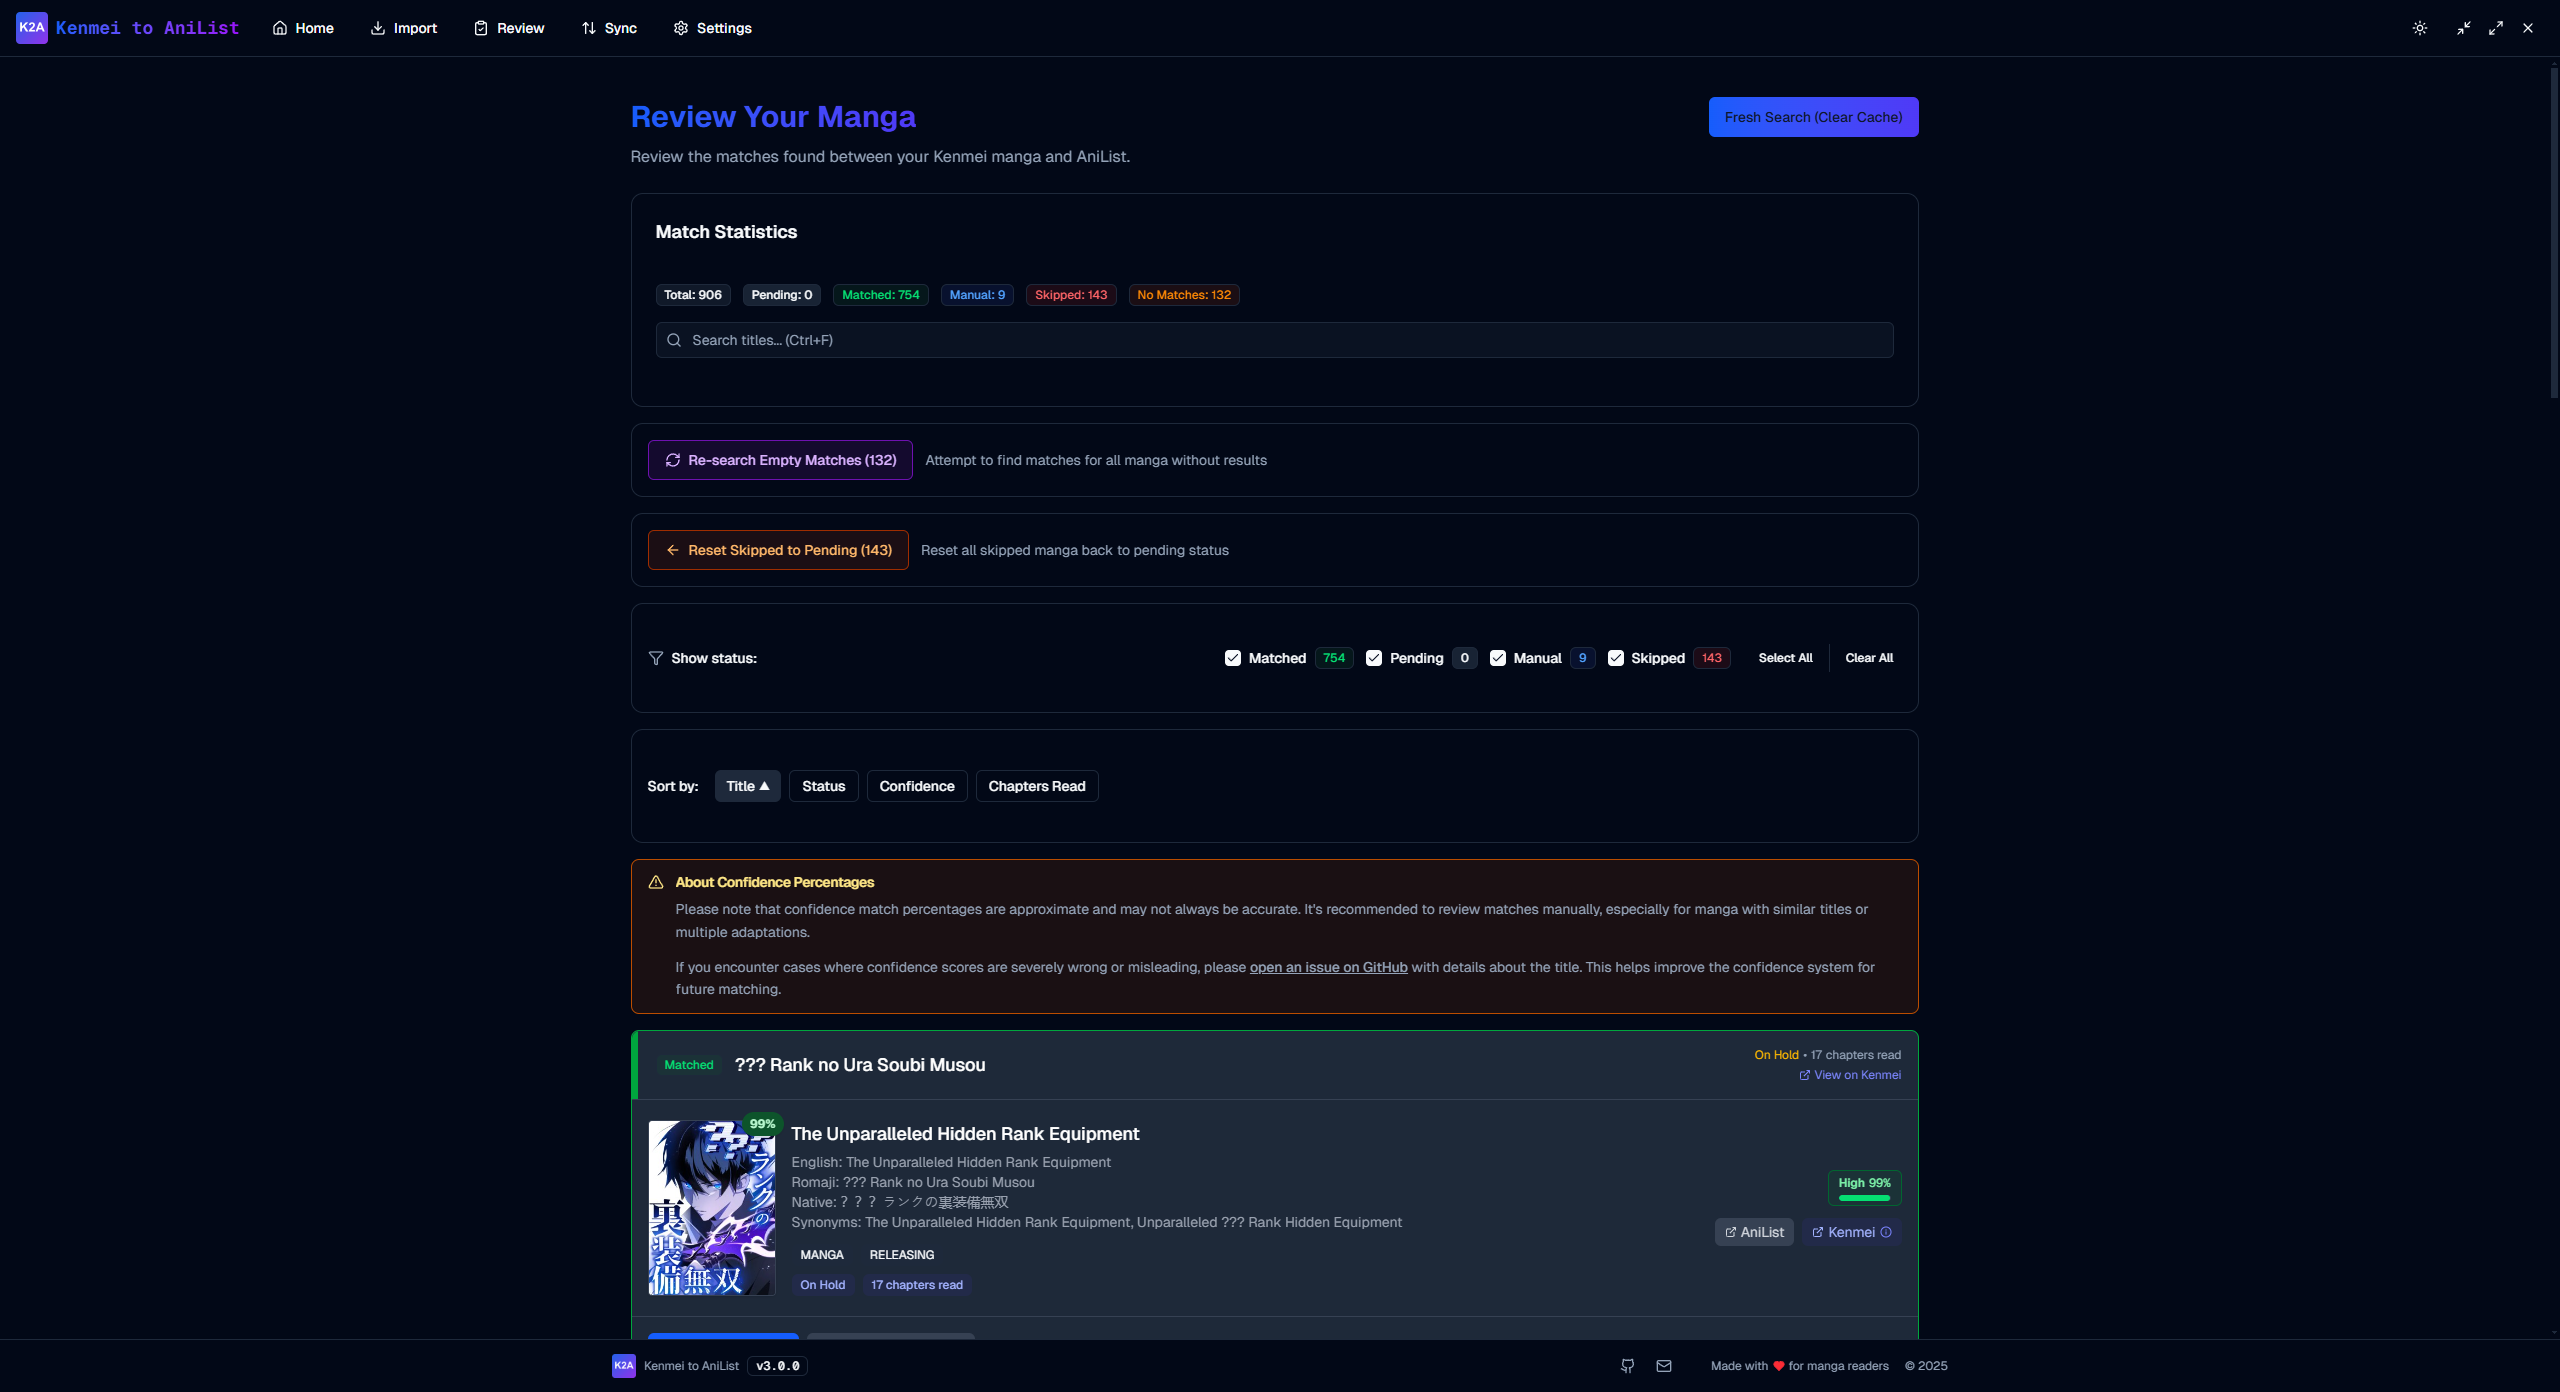 K2A Kenmei to AniList Home Import Review Sync Settings
Review Your Manga
Fresh Search (Clear Cache)
Review the matches found between your Kenmei manga and AniList.
Match Statistics
Total: 906 Pending: 0 Matched: 754 Manual: 9 Skipped: 143 No Matches: 132
Search titles... (Ctrl+F)
Re-search Empty Matches (132) Attempt to find matches for all manga without results
Reset Skipped to Pending (143) Reset all skipped manga back to pending status
Show status: Matched 754 Pending 0 Manual 9 Skipped 143 Select All Clear All
Sort by: Title ▲ Status Confidence Chapters Read
About Confidence Percentages
Please note that confidence match percentages are approximate and may not always be accurate. It's recommended to review matches manually, especially for manga with similar titles or
multiple adaptations.
If you encounter cases where confidence scores are severely wrong or misleading, please open an issue on GitHub with details about the title. This helps improve the confidence system for
future matching.
Matched ??? Rank no Ura Soubi Musou
On Hold • 17 chapters read
View on Kenmei
99%
???
ランクの
裏装備無双
The Unparalleled Hidden Rank Equipment
English: The Unparalleled Hidden Rank Equipment
Romaji: ??? Rank no Ura Soubi Musou
Native: ？？？ ランクの裏装備無双
Synonyms: The Unparalleled Hidden Rank Equipment, Unparalleled ??? Rank Hidden Equipment
MANGA RELEASING
On Hold 17 chapters read
High 99%
AniList Kenmei
K2A Kenmei to AniList v3.0.0
Made with ❤ for manga readers © 2025